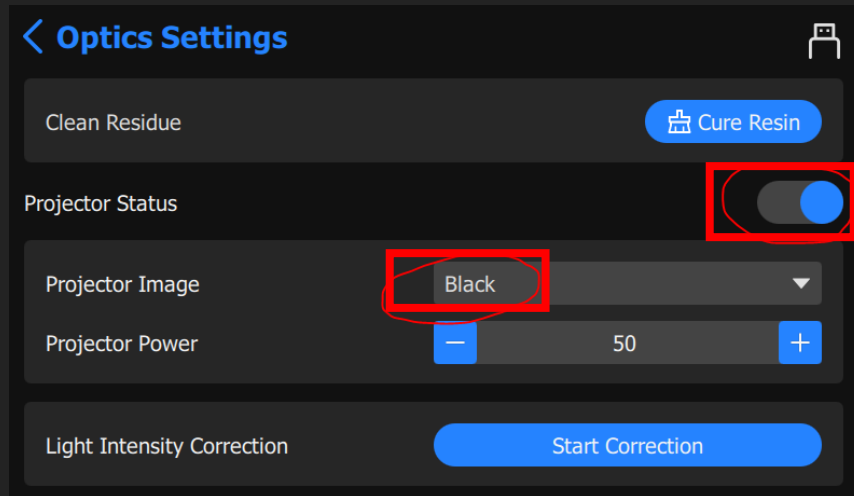 Optics Settings
Clean Residue
Cure Resin
Projector Status
Projector Image
Black
Projector Power
50
Light Intensity Correction
Start Correction